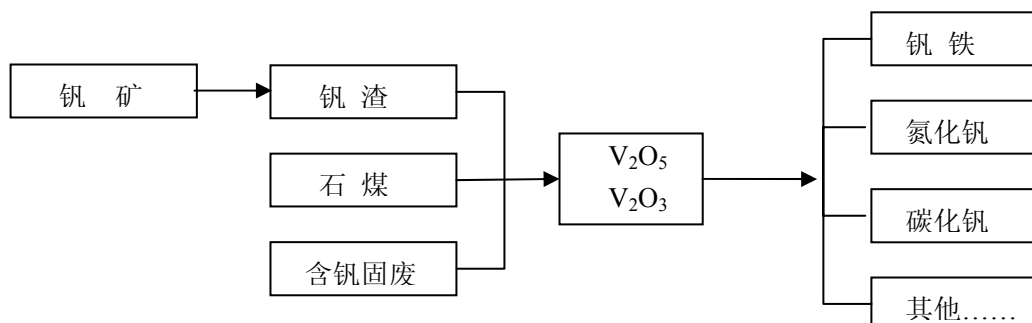 钒 矿
钒 渣
石 煤
含钒固废
V₂O₅
V₂O₃
钒 铁
氮化钒
碳化钒
其他……